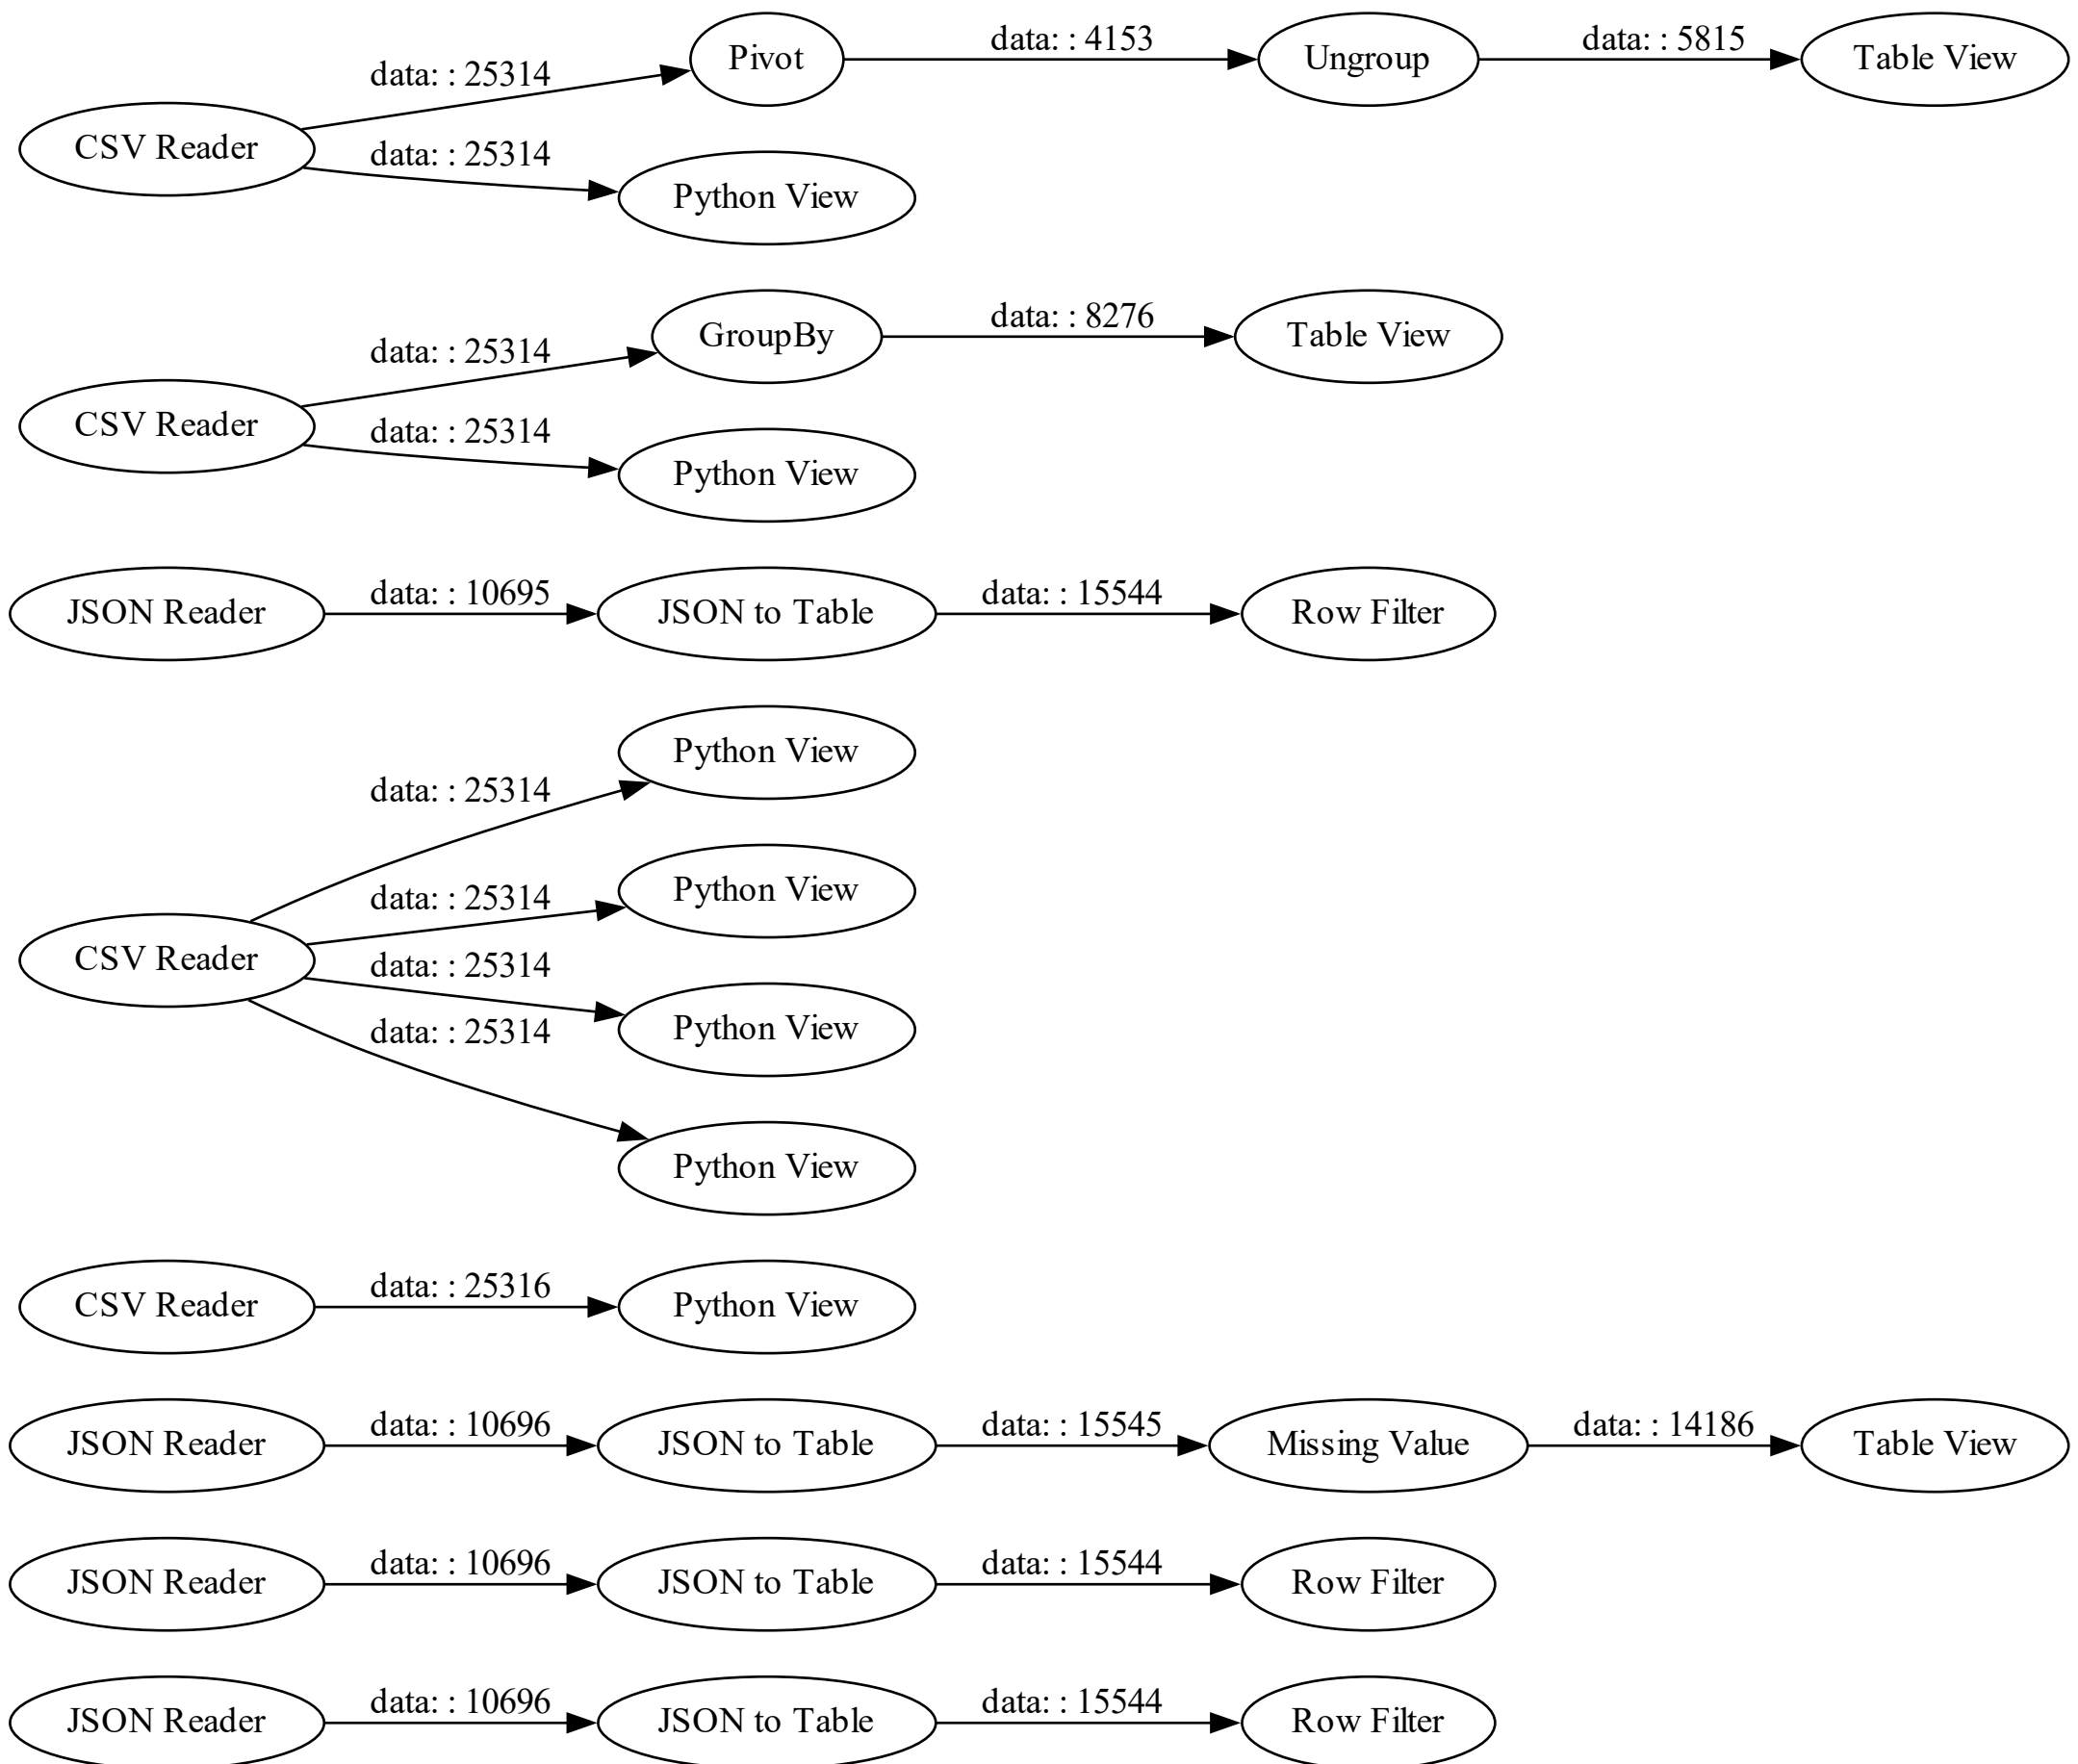 CSV Reader
data: : 25314
Pivot
data: : 4153
Ungroup
data: : 5815
Table View
data: : 25314
Python View
CSV Reader
data: : 25314
GroupBy
data: : 8276
Table View
data: : 25314
Python View
JSON Reader
data: : 10695
JSON to Table
data: : 15544
Row Filter
CSV Reader
data: : 25314
Python View
data: : 25314
Python View
data: : 25314
Python View
data: : 25314
Python View
CSV Reader
data: : 25316
Python View
JSON Reader
data: : 10696
JSON to Table
data: : 15545
Missing Value
data: : 14186
Table View
JSON Reader
data: : 10696
JSON to Table
data: : 15544
Row Filter
JSON Reader
data: : 10696
JSON to Table
data: : 15544
Row Filter